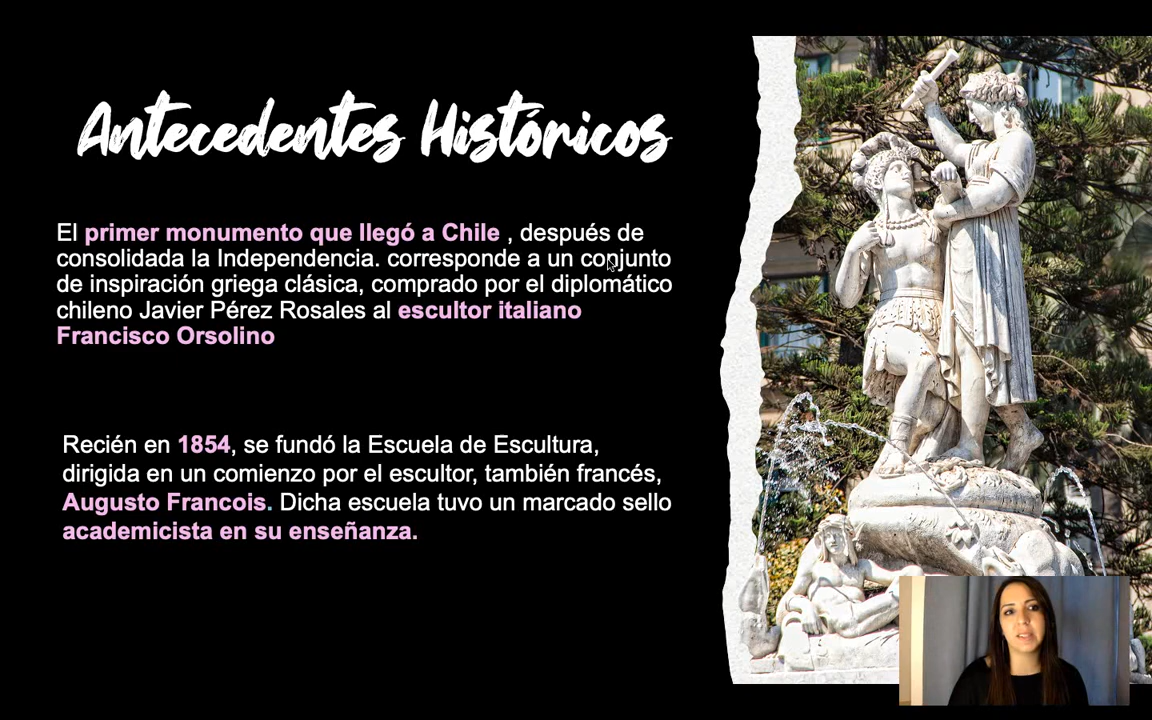 Antecedentes Históricos
El primer monumento que llegó a Chile , después de
consolidada la Independencia. corresponde a un conjunto
de inspiración griega clásica, comprado por el diplomático
chileno Javier Pérez Rosales al escultor italiano
Francisco Orsolino
Recién en 1854, se fundó la Escuela de Escultura,
dirigida en un comienzo por el escultor, también francés,
Augusto Francois. Dicha escuela tuvo un marcado sello
academicista en su enseñanza.